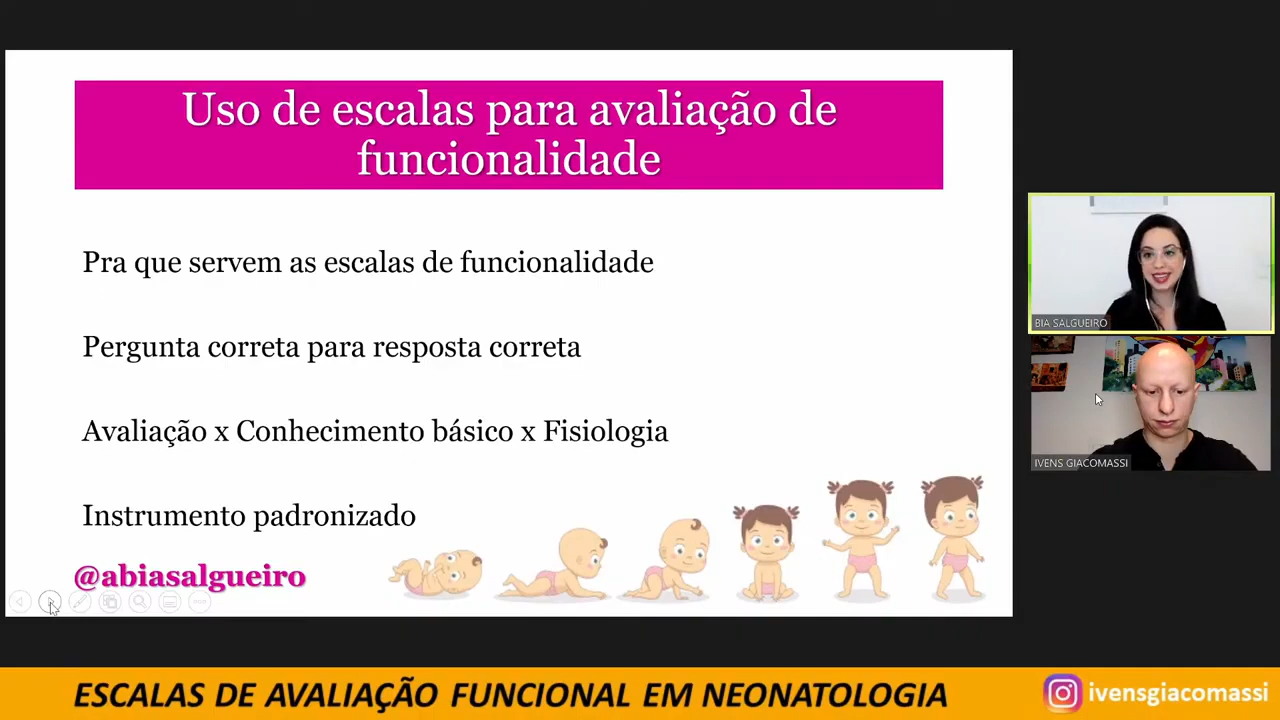 Uso de escalas para avaliação de
funcionalidade
Pra que servem as escalas de funcionalidade
Pergunta correta para resposta correta
Avaliação x Conhecimento básico x Fisiologia
Instrumento padronizado
@abiasalgueiro
BIA SALGUEIRO
IVENS GIACOMASSI
ESCALAS DE AVALIAÇÃO FUNCIONAL EM NEONATOLOGIA
ivensgiacomassi